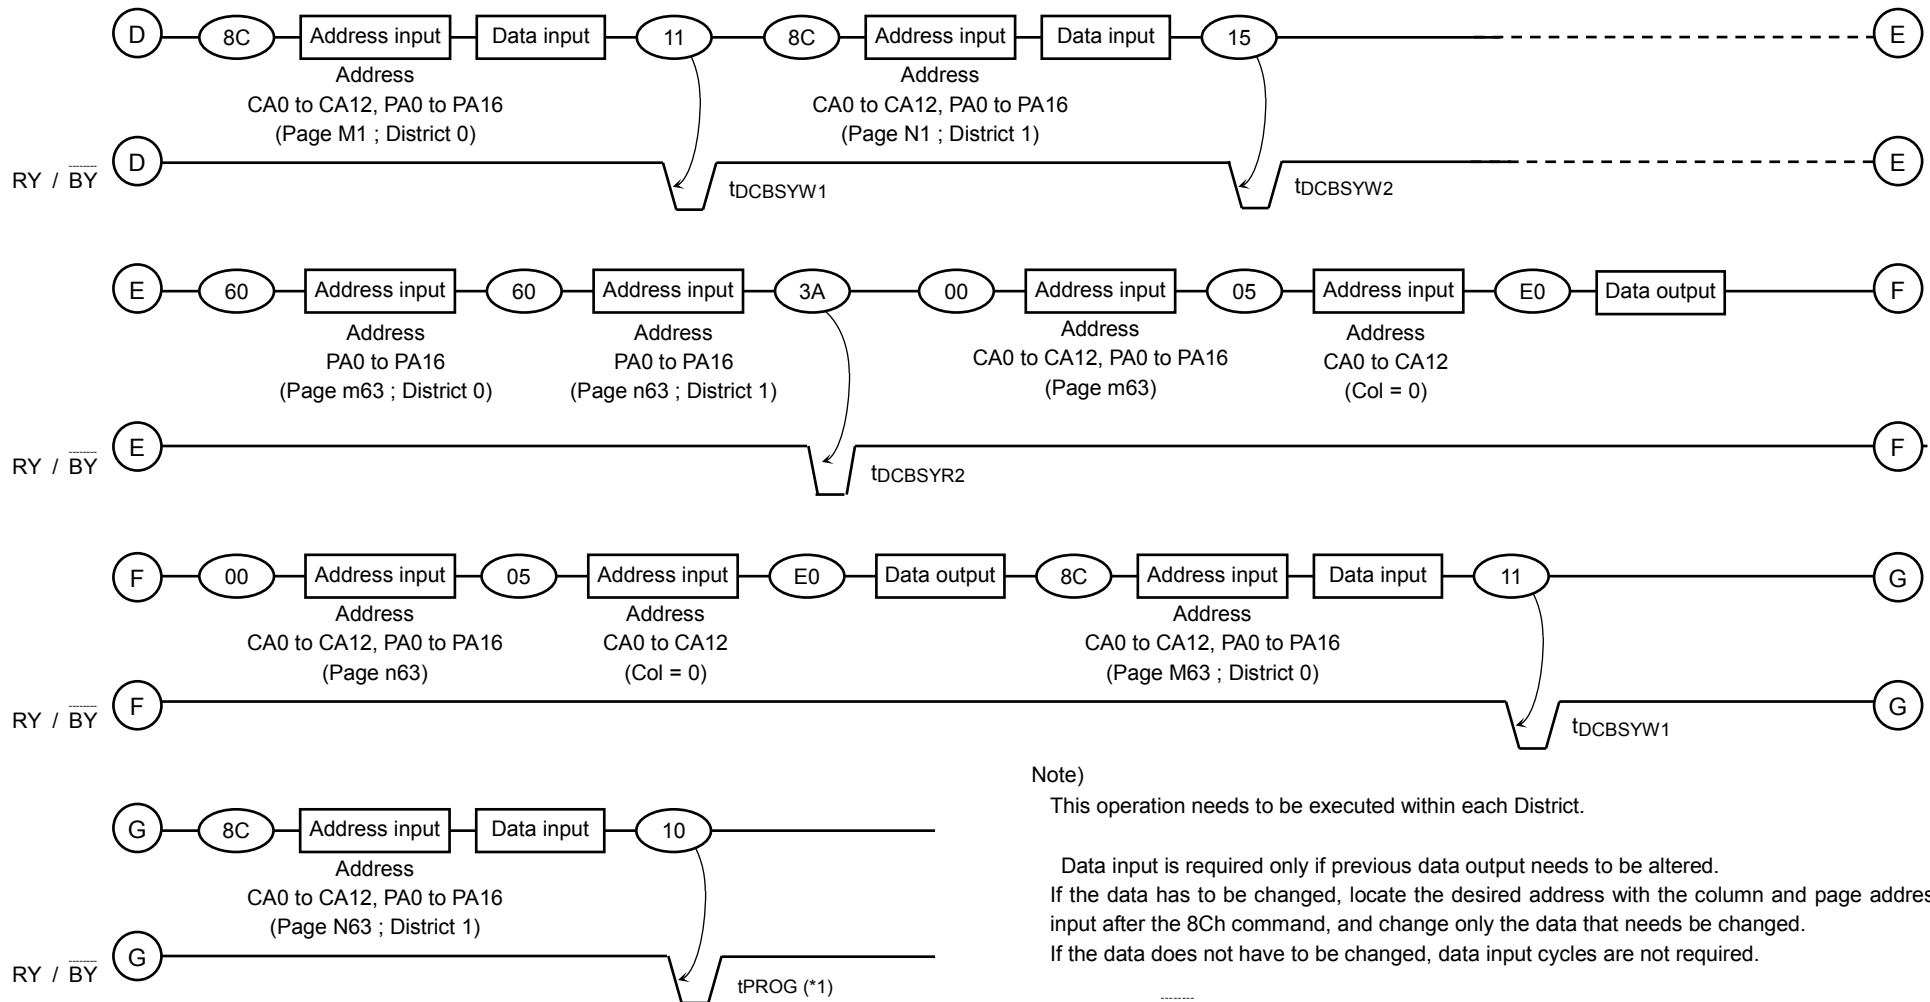 D 8C Address input Data input 11 8C Address input Data input 15 E
Address Address
CA0 to CA12, PA0 to PA16 CA0 to CA12, PA0 to PA16
(Page M1 ; District 0) (Page N1 ; District 1)
RY / BY D tDCBSYW1 tDCBSYW2 E
E 60 Address input 60 Address input 3A 00 Address input 05 Address input E0 Data output F
Address Address Address Address
PA0 to PA16 PA0 to PA16 CA0 to CA12, PA0 to PA16 CA0 to CA12
(Page m63 ; District 0) (Page n63 ; District 1) (Page m63) (Col = 0)
RY / BY E tDCBSYR2 F
F 00 Address input 05 Address input E0 Data output 8C Address input Data input 11 G
Address Address Address
CA0 to CA12, PA0 to PA16 CA0 to CA12 CA0 to CA12, PA0 to PA16
(Page n63) (Col = 0) (Page M63 ; District 0)
RY / BY F tDCBSYW1 G
G 8C Address input Data input 10
Address
CA0 to CA12, PA0 to PA16
(Page N63 ; District 1)
RY / BY G tPROG (*1)
Note)
This operation needs to be executed within each District.
Data input is required only if previous data output needs to be altered.
If the data has to be changed, locate the desired address with the column and page addres
input after the 8Ch command, and change only the data that needs be changed.
If the data does not have to be changed, data input cycles are not required.